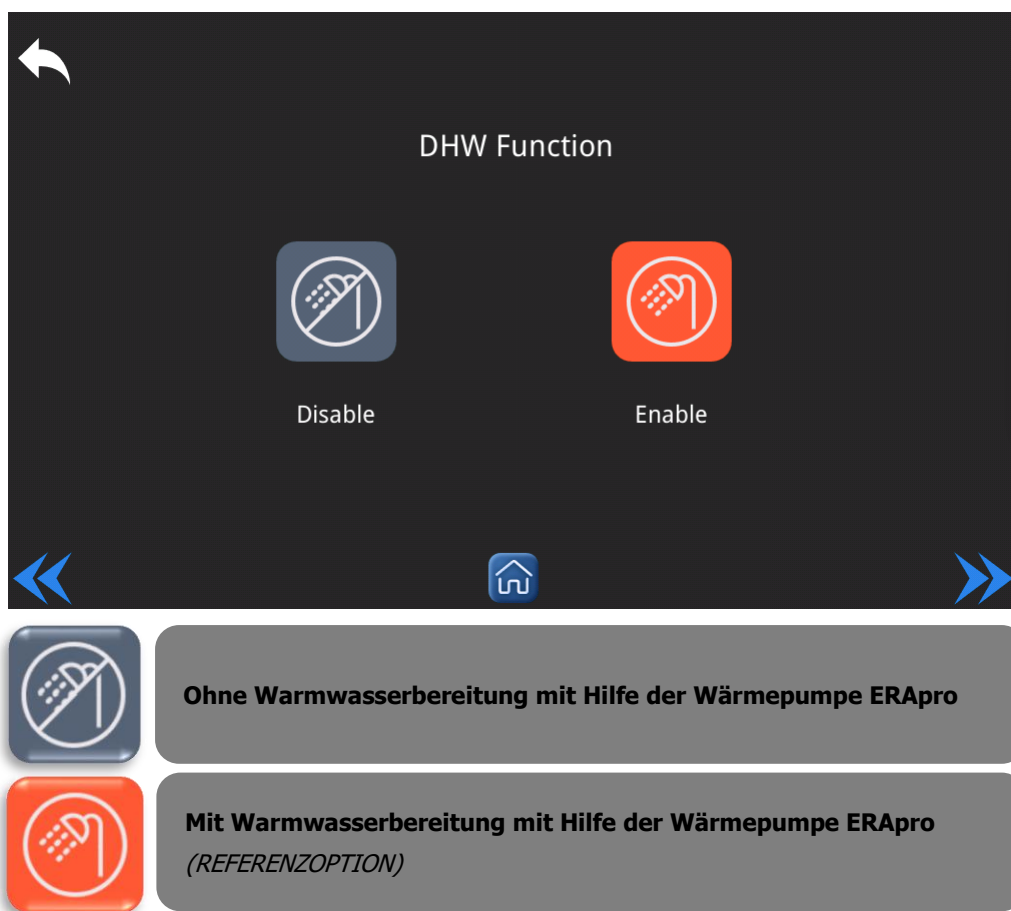 DHW Function
Disable
Enable
Ohne Warmwasserbereitung mit Hilfe der Wärmepumpe ERApro
Mit Warmwasserbereitung mit Hilfe der Wärmepumpe ERApro
(REFERENZOPTION)